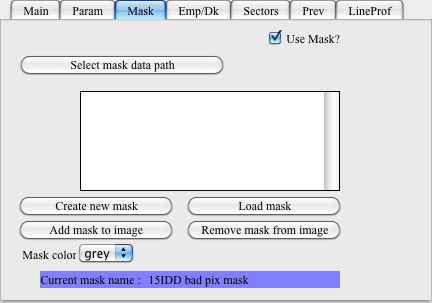 Main Param Mask Emp/Dk Sectors Prev LineProf
Use Mask?
Select mask data path
Create new mask Load mask
Add mask to image Remove mask from image
Mask color grey
Current mask name : 15IDD bad pix mask